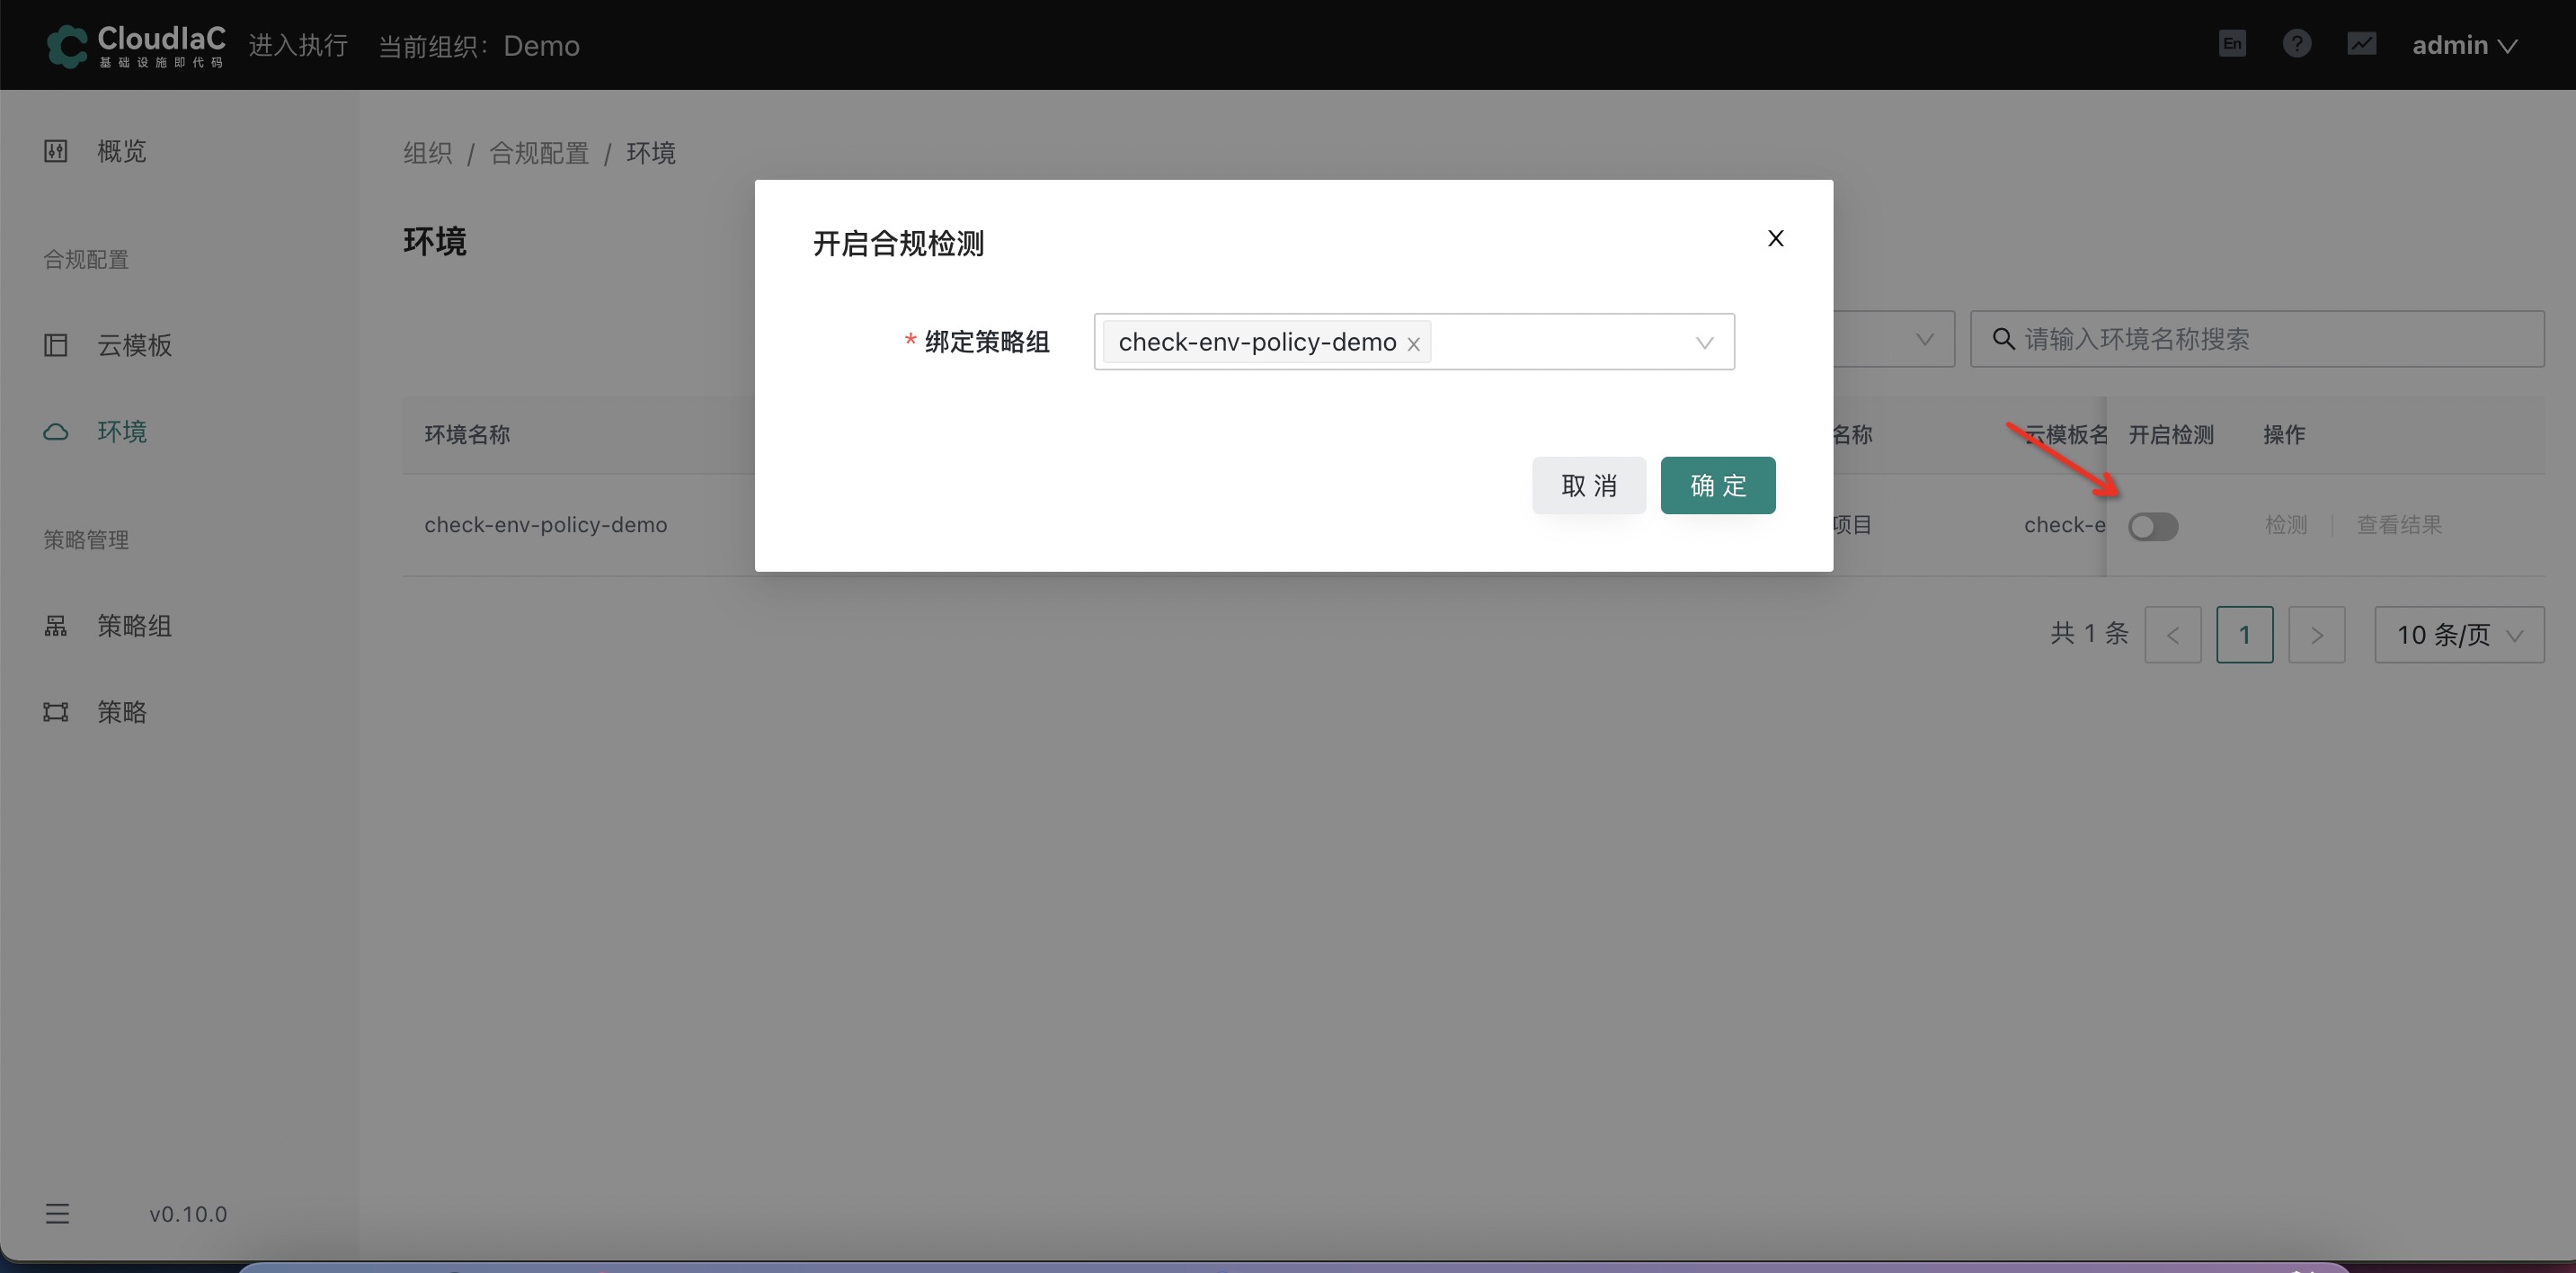 CloudIaC
基础设施即代码
进入执行
当前组织：Demo
En
?
admin
概览
合规配置
云模板
环境
策略管理
策略组
策略
v0.10.0
组织 / 合规配置 / 环境
环境
请输入环境名称搜索
环境名称
名称
云模板名
开启检测
操作
check-env-policy-demo
项目
check-e
检测
查看结果
共 1 条
<
1
>
10 条/页
开启合规检测
X
* 绑定策略组
check-env-policy-demo x
取 消
确 定